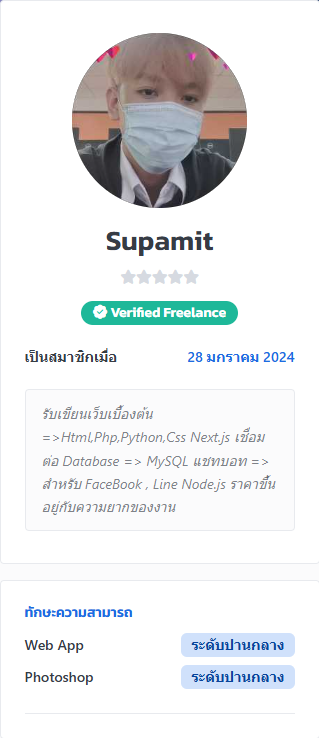 Supamit
Verified Freelance
เป็นสมาชิกเมื่อ 28 มกราคม 2024
รับเขียนเว็บเบื้องต้น
=>Html,Php,Python,Css Next.js เชื่อม
ต่อ Database => MySQL แชทบอท =>
สำหรับ FaceBook , Line Node.js ราคาขึ้น
อยู่กับความยากของงาน
ทักษะความสามารถ
Web App ระดับปานกลาง
Photoshop ระดับปานกลาง